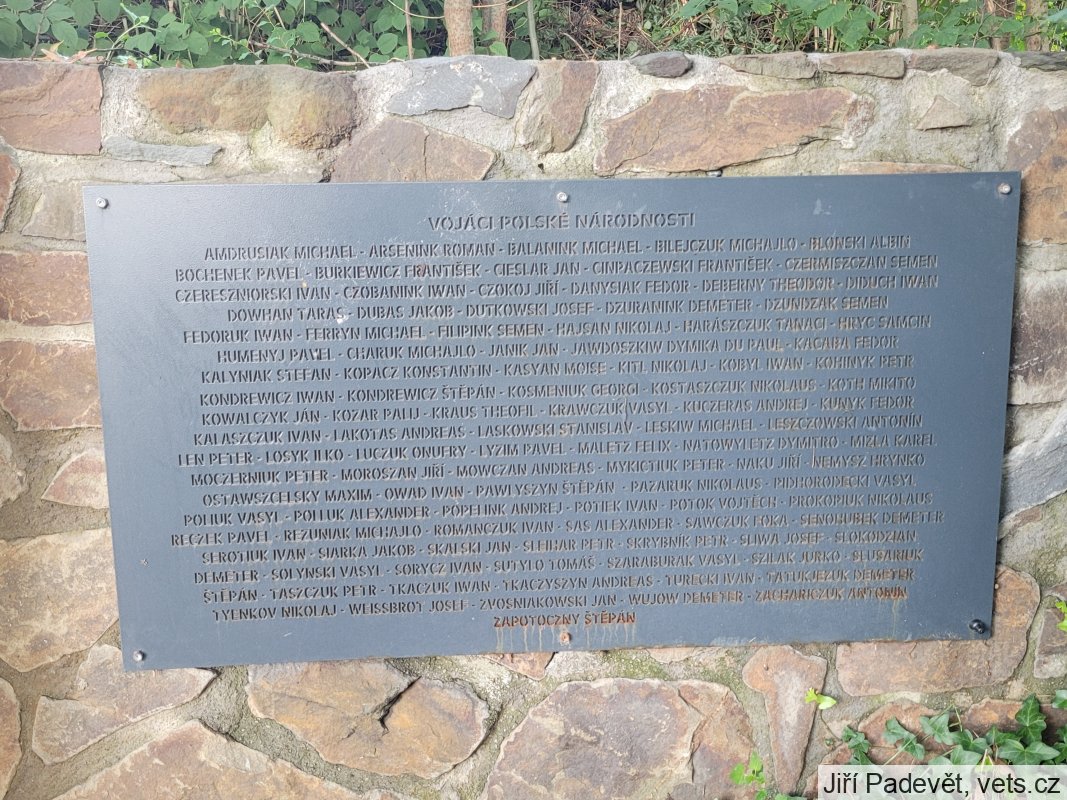 VOJÁCI POLSKÉ NÁRODNOSTI
AMDRUSIAK MICHAEL - ARSENINK ROMAN - BALANINK MICHAEL - BILEJCZUK MICHAJLO - BLONSKI ALBIN
BOCHENEK PAVEL - BURKIEWICZ FRANTIŠEK - CIESLAR JAN - CINPACZEWSKI FRANTIŠEK - CZERMISZCZAN SEMEN
CZERESZNIORSKI IVAN - CZOBANINK IWAN - CZOKOJ JIŘÍ - DANYSIAK FEDOR - DEBERNY THEODOR - DIDUCH IWAN
DOWHAN TARAS - DUBAS JAKOB - DUTKOWSKI JOSEF - DZURANINK DEMETER - DZUNDZAK SEMEN
FEDORUK IWAN - FERRYN MICHAEL - FILIPINK SEMEN - HAJSAN NIKOLAJ - HARÁSZCZUK TANACI - HRYC SAMCIN
HUMENYJ PAVEL - CHARUK MICHAJLO - JANIK JAN - JAWDOSZKIW DYMIKA DU PAUL - KACABA FEDOR
KALYNIAK STEFAN - KOPACZ KONSTANTIN - KASYAN MOISE - KITL NIKOLAJ - KOBYL IWAN - KOHINYK PETR
KONDREWICZ IWAN - KONDREWICZ ŠTĚPÁN - KOSMENIUK GEORGI - KOSTASZCZUK NIKOLAUS - KOTH MIKITO
KOWALCZYK JÁN - KOZAR PALIJ - KRAUS THEOFIL - KRAWCZUK VASYL - KUCZERAS ANDREJ - KUNYK FEDOR
KALASZCZUK IVAN - LAKOTAS ANDREAS - LASKOWSKI STANISLAV - LESKIW MICHAEL - LESZCZOWSKI ANTONÍN
LEN PETER - LOSYK ILKO - LUCZUK ONUFRY - LYZIM PAVEL - MALETZ FELIX - NATOWYLETZ DYMITRO - MIZLA KAREL
MOCZERNIUK PETER - MOROSZAN JIŘÍ - MOWCZAN ANDREAS - MYKICTIUK PETER - NAKU JIŘÍ - NEMYSZ HRYNKO
OSTAWSZCELSKY MAXIM - OWAD IVAN - PAWLYSZYN ŠTĚPÁN - PAZARUK NIKOLAUS - PIDHORODECKI VASYL
POLIUK VASYL - POLLUK ALEXANDER - POPELINK ANDREJ - POTIEK IVAN - POTOK VOJTĚCH - PROKOPIUK NIKOLAUS
RECZEK PAVEL - REZUNIAK MICHAJLO - ROMANCZUK IVAN - SAS ALEXANDER - SAWCZUK FOKA - SENOHUBEK DEMETER
SEROTIUK IVAN - SIARKA JAKOB - SKALSKI JAN - SLEIHAR PETR - SKRYBNÍK PETR - SLIWA JOSEF - SLOKODZIAN
DEMETER - SOLYNSKI VASYL - SORYCZ IVAN - SUTYLO TOMÁŠ - SZARABURAK VASYL - SZILAK JURKO - SLUSARIUK
ŠTĚPÁN - TASZCZUK PETR - TKACZUK IWAN - TKACZYSZYN ANDREAS - TURECKI IVAN - TATUKJEZUK DEMETER
TYENKOV NIKOLAJ - WEISSBROT JOSEF - ZVOSNIAKOWSKI JAN - WUJOW DEMETER - ZACHARCZUK ANTONIN
ZAPOTOCZNY ŠTĚPÁN
Jiří Padevět, vets.cz